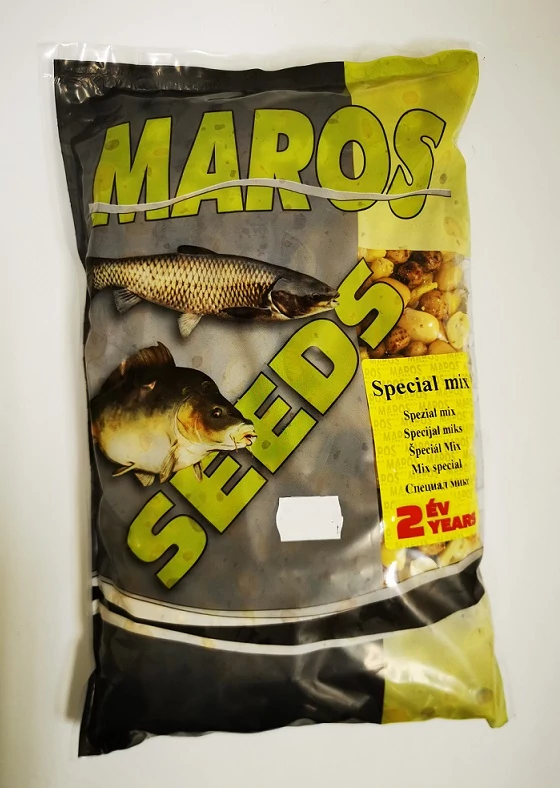 MAROS
SEEDS
Special mix
Spezial mix
Specijal miks
Špeciál Mix
Mix special
Специал микс
2 ÉV
YEARS